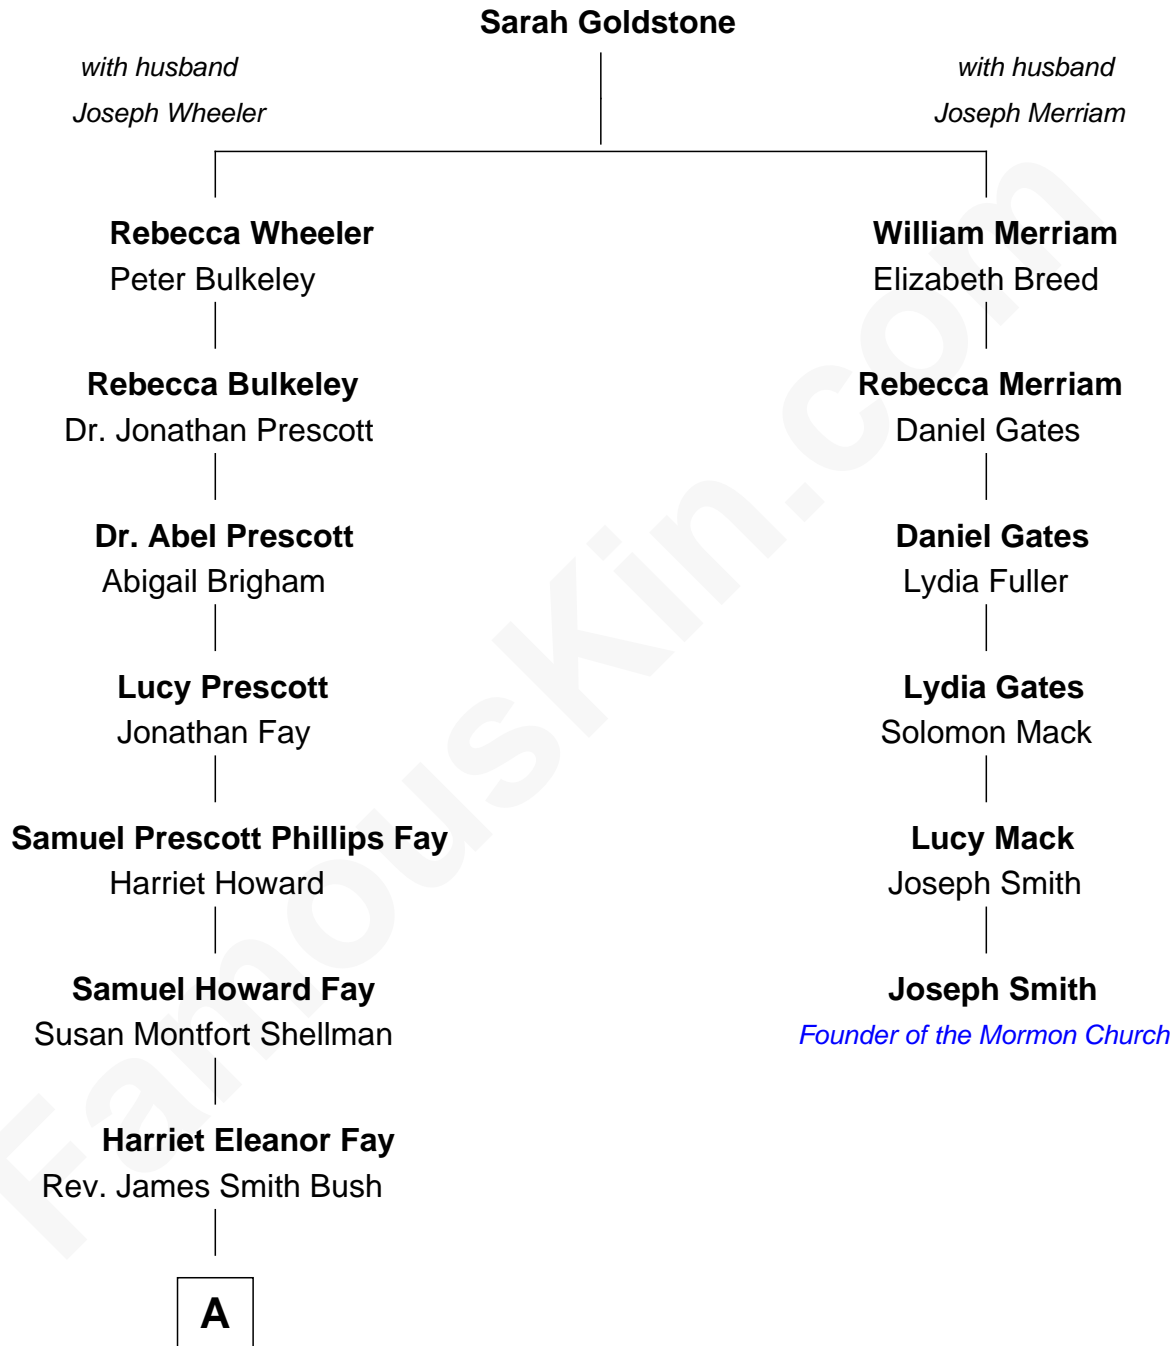 Sarah Goldstone
with husband
Joseph Wheeler
with husband
Joseph Merriam
Rebecca Wheeler
Peter Bulkeley
William Merriam
Elizabeth Breed
Rebecca Bulkeley
Dr. Jonathan Prescott
Rebecca Merriam
Daniel Gates
Dr. Abel Prescott
Abigail Brigham
Daniel Gates
Lydia Fuller
Lucy Prescott
Jonathan Fay
Lydia Gates
Solomon Mack
Samuel Prescott Phillips Fay
Harriet Howard
Lucy Mack
Joseph Smith
Samuel Howard Fay
Susan Montfort Shellman
Joseph Smith
Founder of the Mormon Church
Harriet Eleanor Fay
Rev. James Smith Bush
A
FamousKin.com